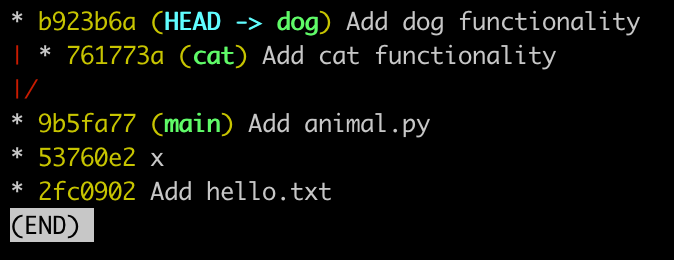 * b923b6a (HEAD -> dog) Add dog functionality
| * 761773a (cat) Add cat functionality
|/
* 9b5fa77 (main) Add animal.py
* 53760e2 x
* 2fc0902 Add hello.txt
(END)